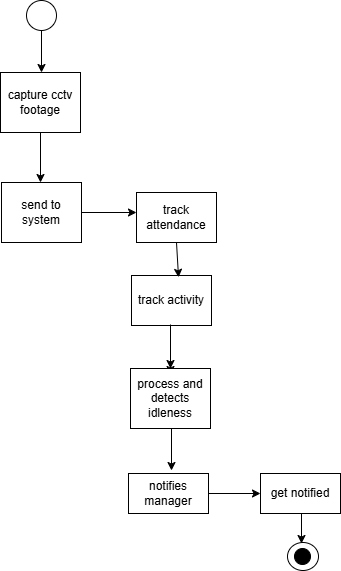 capture cctv
footage
send to
system
track
attendance
track activity
process and
detects
idleness
notifies
manager
get notified